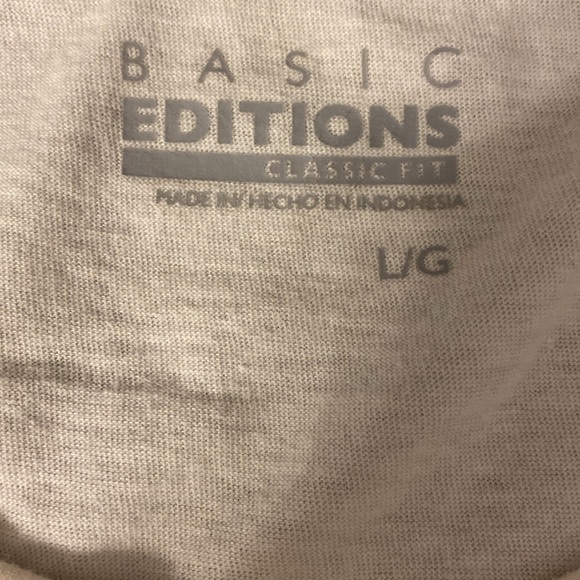 BASIC
EDITIONS
CLASSIC FIT
MADE IN/ HECHO EN INDONESIA
L/G